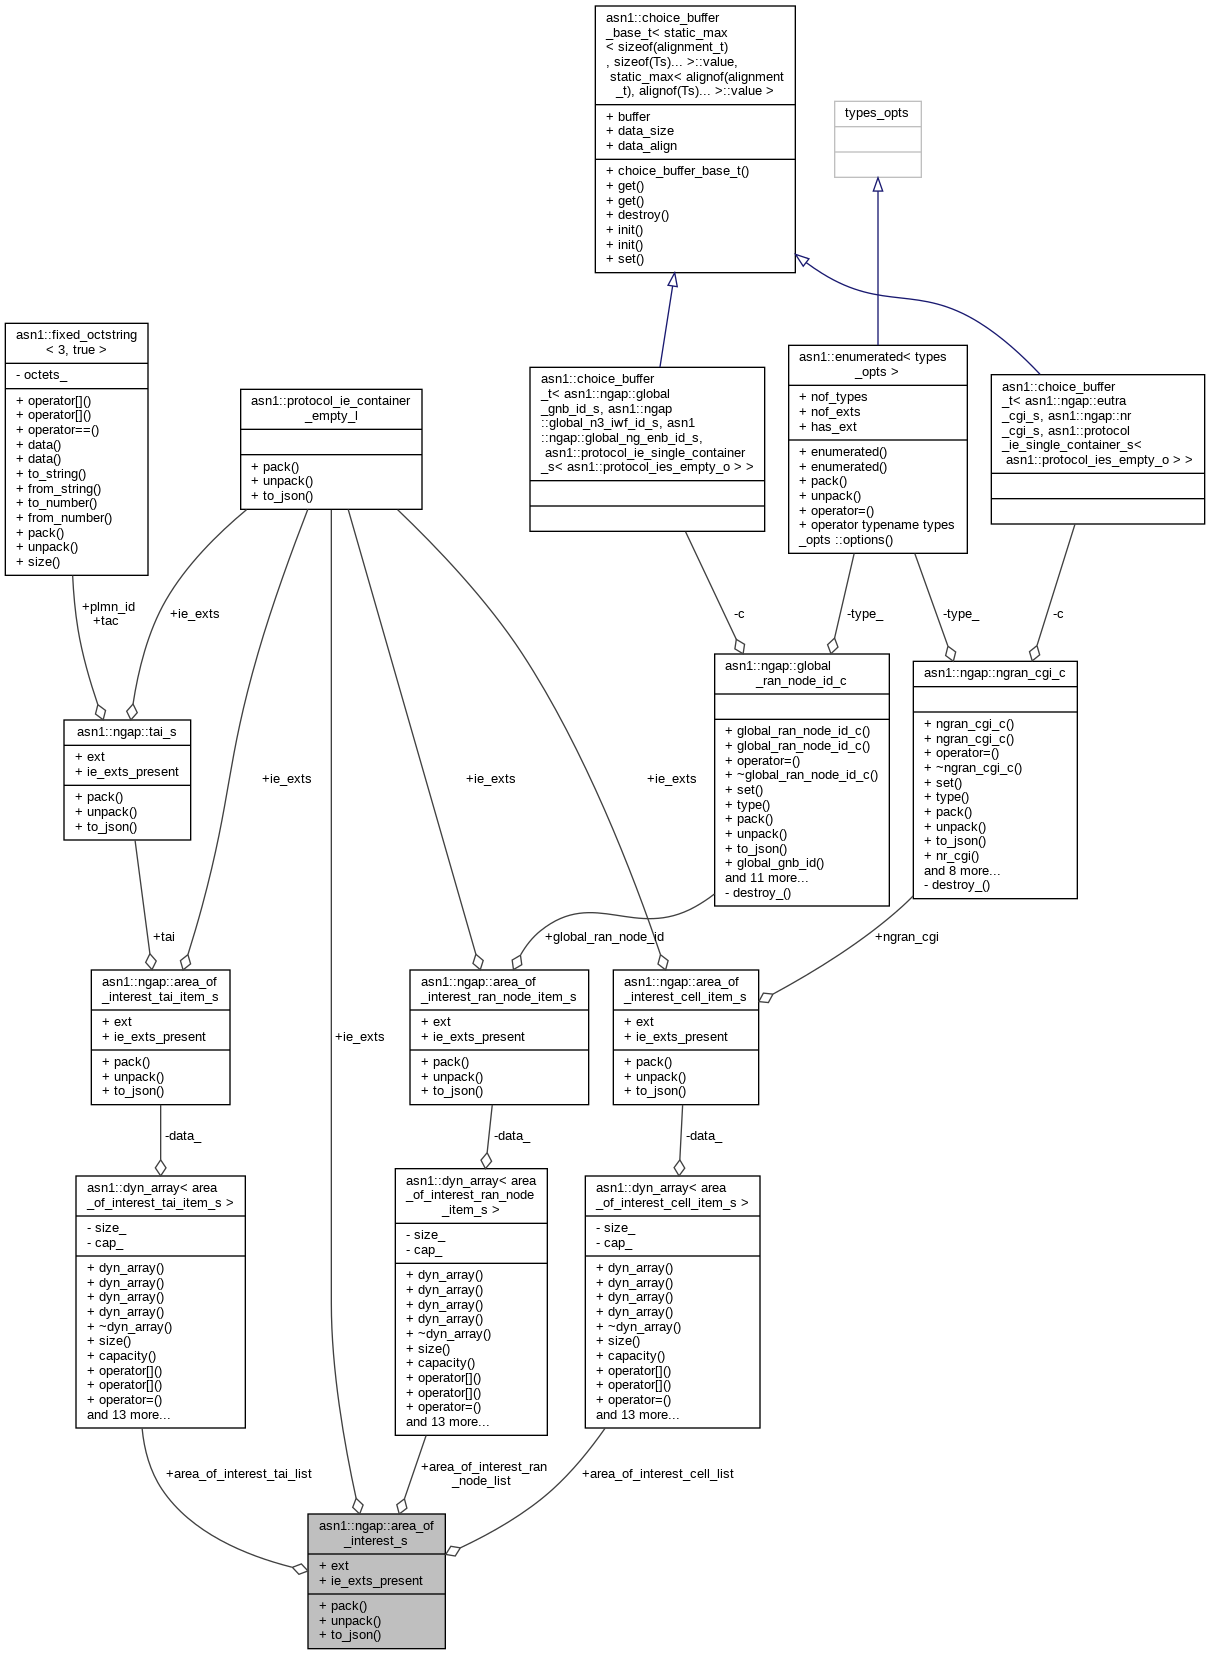 asn1::choice_buffer
_base_t< static_max
< sizeof(alignment_t)
, sizeof(Ts)... >::value,
static_max< alignof(alignment
_t), alignof(Ts)... >::value >
+ buffer
+ data_size
+ data_align
+ choice_buffer_base_t()
+ get()
+ get()
+ destroy()
+ init()
+ init()
+ set()
types_opts
asn1::fixed_octstring
< 3, true >
- octets_
+ operator[]()
+ operator[]()
+ operator==()
+ data()
+ data()
+ to_string()
+ from_string()
+ to_number()
+ from_number()
+ pack()
+ unpack()
+ size()
asn1::protocol_ie_container
_empty_l
+ pack()
+ unpack()
+ to_json()
asn1::choice_buffer
_t< asn1::ngap::global
_gnb_id_s, asn1::ngap
::global_n3_iwf_id_s, asn1
::ngap::global_ng_enb_id_s,
asn1::protocol_ie_single_container
_s< asn1::protocol_ies_empty_o > >
asn1::enumerated< types
_opts >
+ nof_types
+ nof_exts
+ has_ext
+ enumerated()
+ enumerated()
+ pack()
+ unpack()
+ operator=()
+ operator typename types
_opts ::options()
asn1::choice_buffer
_t< asn1::ngap::eutra
_cgi_s, asn1::ngap::nr
_cgi_s, asn1::protocol
_ie_single_container_s<
asn1::protocol_ies_empty_o > >
+plmn_id
+tac
+ie_exts
-c
-type_
-type_
-c
asn1::ngap::tai_s
+ ext
+ ie_exts_present
+ pack()
+ unpack()
+ to_json()
+ie_exts
+ie_exts
+ie_exts
asn1::ngap::global
_ran_node_id_c
+ global_ran_node_id_c()
+ global_ran_node_id_c()
+ operator=()
+ ~global_ran_node_id_c()
+ set()
+ type()
+ pack()
+ unpack()
+ to_json()
+ global_gnb_id()
and 11 more...
- destroy_()
asn1::ngap::ngran_cgi_c
+ ngran_cgi_c()
+ ngran_cgi_c()
+ operator=()
+ ~ngran_cgi_c()
+ set()
+ type()
+ pack()
+ unpack()
+ to_json()
+ nr_cgi()
and 8 more...
- destroy_()
+tai
+global_ran_node_id
+ngran_cgi
asn1::ngap::area_of
_interest_tai_item_s
+ ext
+ ie_exts_present
+ pack()
+ unpack()
+ to_json()
+ie_exts
asn1::ngap::area_of
_interest_ran_node_item_s
+ ext
+ ie_exts_present
+ pack()
+ unpack()
+ to_json()
asn1::ngap::area_of
_interest_cell_item_s
+ ext
+ ie_exts_present
+ pack()
+ unpack()
+ to_json()
-data_
-data_
-data_
asn1::dyn_array< area
_of_interest_tai_item_s >
- size_
- cap_
+ dyn_array()
+ dyn_array()
+ dyn_array()
+ dyn_array()
+ ~dyn_array()
+ size()
+ capacity()
+ operator[]()
+ operator[]()
+ operator=()
and 13 more...
asn1::dyn_array< area
_of_interest_ran_node
_item_s >
- size_
- cap_
+ dyn_array()
+ dyn_array()
+ dyn_array()
+ dyn_array()
+ ~dyn_array()
+ size()
+ capacity()
+ operator[]()
+ operator[]()
+ operator=()
and 13 more...
asn1::dyn_array< area
_of_interest_cell_item_s >
- size_
- cap_
+ dyn_array()
+ dyn_array()
+ dyn_array()
+ dyn_array()
+ ~dyn_array()
+ size()
+ capacity()
+ operator[]()
+ operator[]()
+ operator=()
and 13 more...
+area_of_interest_tai_list
+area_of_interest_ran
_node_list
+area_of_interest_cell_list
asn1::ngap::area_of
_interest_s
+ ext
+ ie_exts_present
+ pack()
+ unpack()
+ to_json()